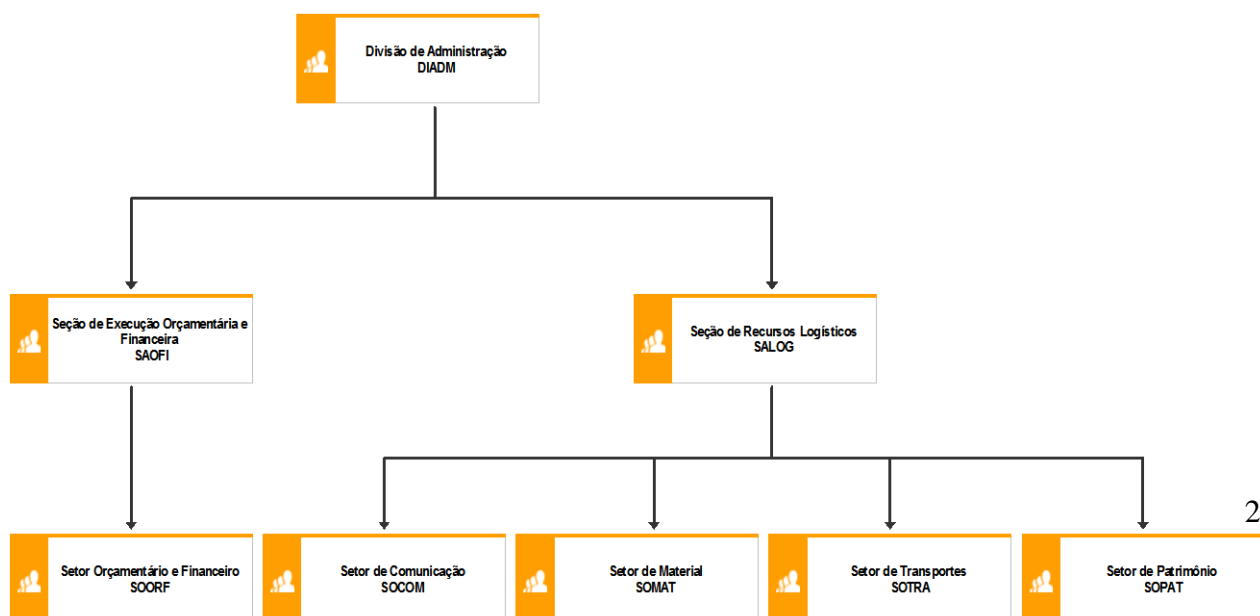 Divisão de Administração
DIADM
Seção de Execução Orçamentária e
Financeira
SAOFI
Seção de Recursos Logísticos
SALOG
2
Setor Orçamentário e Financeiro
SOORF
Setor de Comunicação
SOCOM
Setor de Material
SOMAT
Setor de Transportes
SOTRA
Setor de Patrimônio
SOPAT